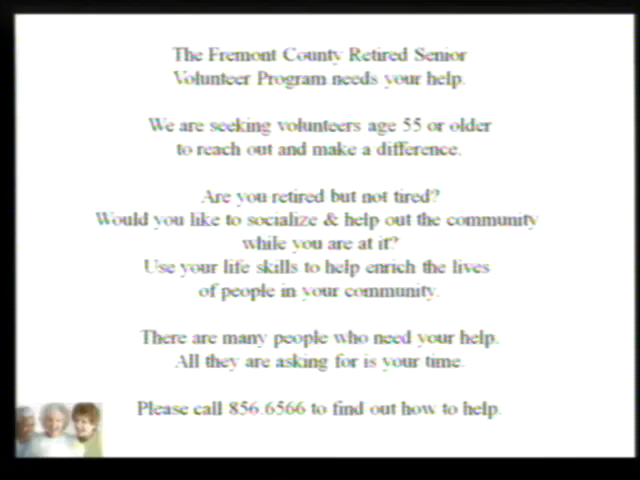 The Fremont County Retired Senior
Volunteer Program needs your help.
We are seeking volunteers age 55 or older
to reach out and make a difference.
Are you retired but not tired?
Would you like to socialize & help out the community
while you are at it?
Use your life skills to help enrich the lives
of people in your community.
There are many people who need your help.
All they are asking for is your time.
Please call 856.6566 to find out how to help.